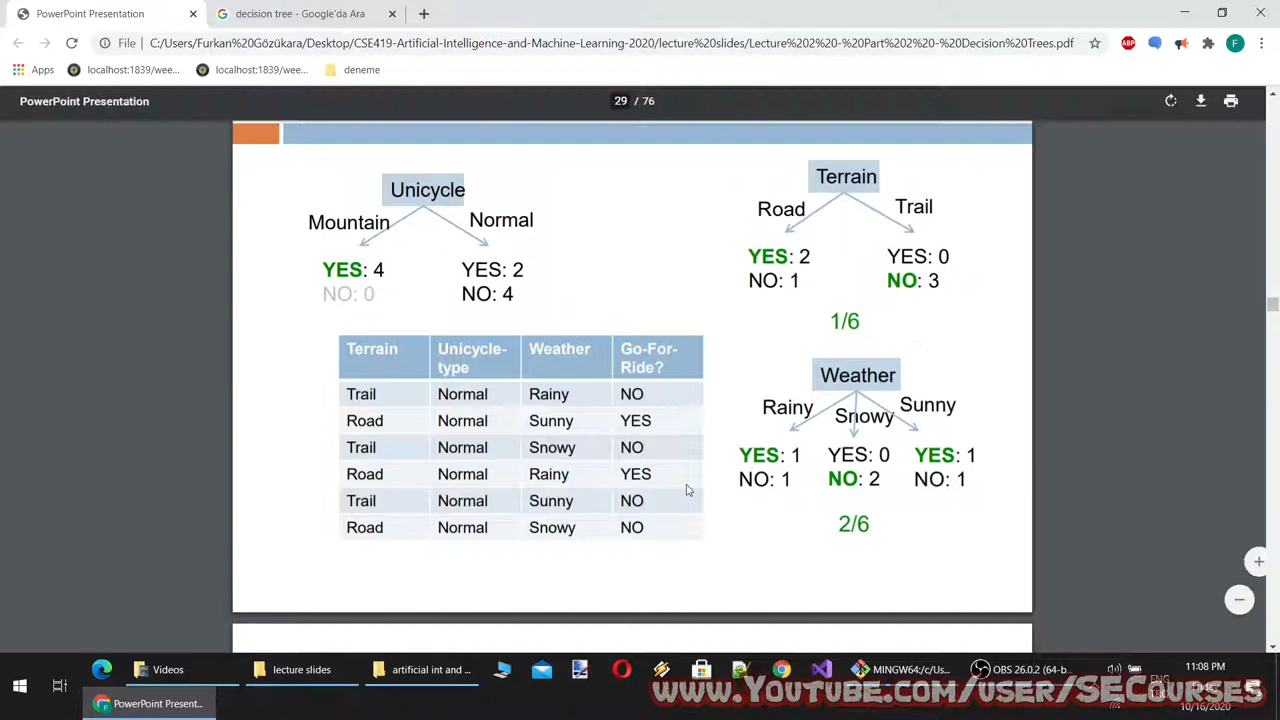 PowerPoint Presentation
decision tree - Google'da Ara
File
C:/Users/Furkan%20Gözükara/Desktop/CSE419-Artificial-Intelligence-and-Machine-Learning-2020/lecture%20slides/Lecture%202%20-%20Part%202%20-%20Decision%20Trees.pdf
ABP
F
Apps
localhost:1839/wee...
localhost:1839/wee...
deneme
PowerPoint Presentation
29 / 76
Unicycle
Mountain
Normal
YES: 4
NO: 0
YES: 2
NO: 4
Terrain
Road
Trail
YES: 2
NO: 1
YES: 0
NO: 3
1/6
Terrain Unicycle-type Weather Go-For-Ride?
Trail Normal Rainy NO
Road Normal Sunny YES
Trail Normal Snowy NO
Road Normal Rainy YES
Trail Normal Sunny NO
Road Normal Snowy NO
Weather
Rainy
Snowy
Sunny
YES: 1
NO: 1
YES: 0
NO: 2
YES: 1
NO: 1
2/6
Videos
lecture slides
artificial int and ...
MINGW64:/c/Us...
OBS 26.0.2 (64-b...
11:08 PM
ENG
10/16/2020
PowerPoint Present...
www.Youtube.com/user/SECourses